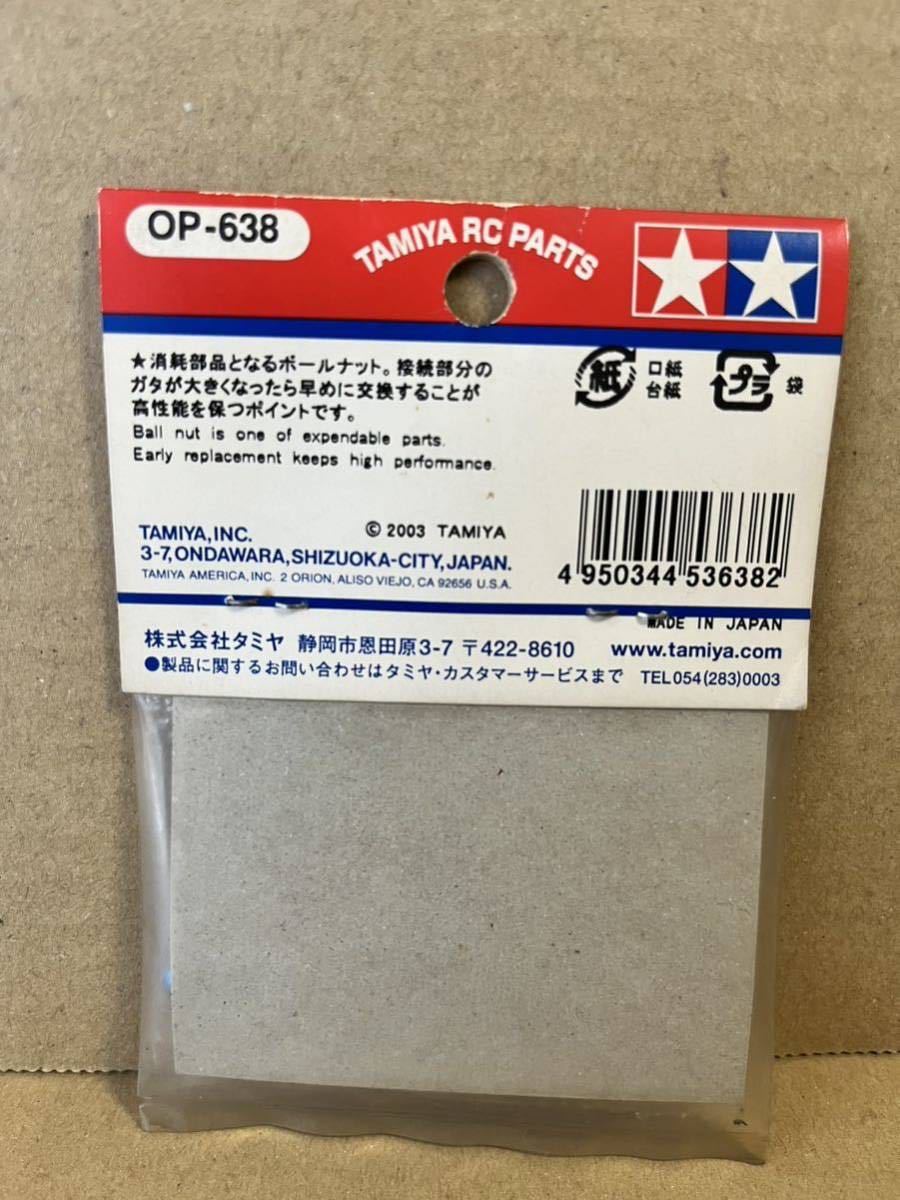 OP-638
TAMIYA RC PARTS
★消耗部品となるボールナット。接続部分の
ガタが大きくなったら早めに交換することが
高性能を保つポイントです。
Ball nut is one of expendable parts.
Early replacement keeps high performance.
紙
口紙
台紙
プラ
袋
TAMIYA,INC.
© 2003 TAMIYA
3-7,ONDAWARA,SHIZUOKA-CITY,JAPAN.
TAMIYA AMERICA, INC. 2 ORION, ALISO VIEJO, CA 92656 U.S.A.
4 950344 536382
MADE IN JAPAN
株式会社タミヤ 静岡市恩田原3-7 〒422-8610
www.tamiya.com
●製品に関するお問い合わせはタミヤ・カスタマーサービスまで TEL054(283)0003